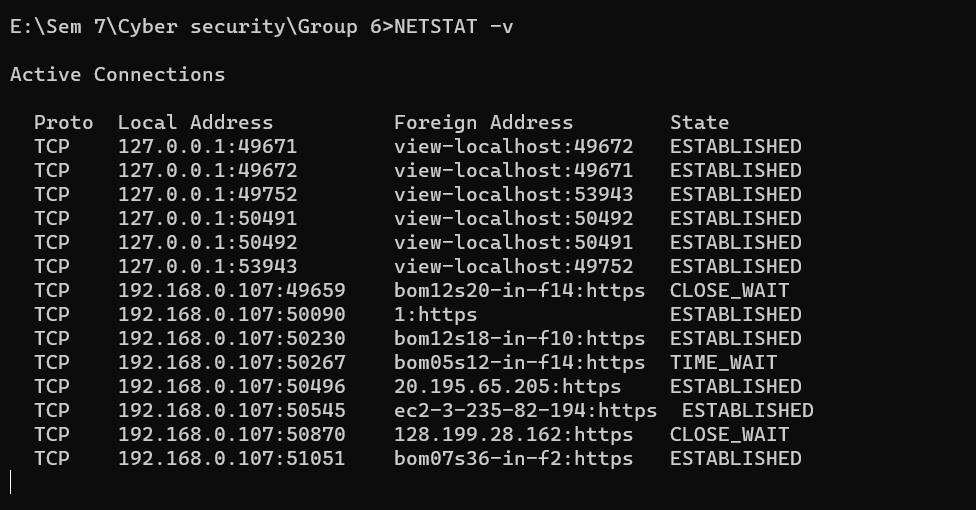 E:\Sem 7\Cyber security\Group 6>NETSTAT -v
Active Connections
Proto  Local Address          Foreign Address        State
TCP    127.0.0.1:49671        view-localhost:49672   ESTABLISHED
TCP    127.0.0.1:49672        view-localhost:49671   ESTABLISHED
TCP    127.0.0.1:49752        view-localhost:53943   ESTABLISHED
TCP    127.0.0.1:50491        view-localhost:50492   ESTABLISHED
TCP    127.0.0.1:50492        view-localhost:50491   ESTABLISHED
TCP    127.0.0.1:53943        view-localhost:49752   ESTABLISHED
TCP    192.168.0.107:49659    bom12s20-in-f14:https  CLOSE_WAIT
TCP    192.168.0.107:50090    1:https                ESTABLISHED
TCP    192.168.0.107:50230    bom12s18-in-f10:https  ESTABLISHED
TCP    192.168.0.107:50267    bom05s12-in-f14:https  TIME_WAIT
TCP    192.168.0.107:50496    20.195.65.205:https    ESTABLISHED
TCP    192.168.0.107:50545    ec2-3-235-82-194:https  ESTABLISHED
TCP    192.168.0.107:50870    128.199.28.162:https   CLOSE_WAIT
TCP    192.168.0.107:51051    bom07s36-in-f2:https   ESTABLISHED